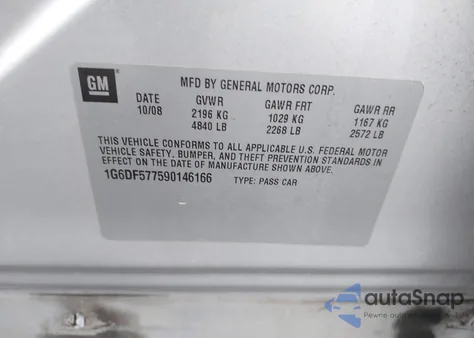 GM
MFD BY GENERAL MOTORS CORP.
DATE GVWR GAWR FRT GAWR RR
10/08 2196 KG 1029 KG 1167 KG
4840 LB 2268 LB 2572 LB
THIS VEHICLE CONFORMS TO ALL APPLICABLE U.S. FEDERAL MOTOR
VEHICLE SAFETY, BUMPER, AND THEFT PREVENTION STANDARDS IN
EFFECT ON THE DATE OF MANUFACTURE SHOWN ABOVE.
1G6DF577590146166 TYPE: PASS CAR
autoSnap
Pewne auto